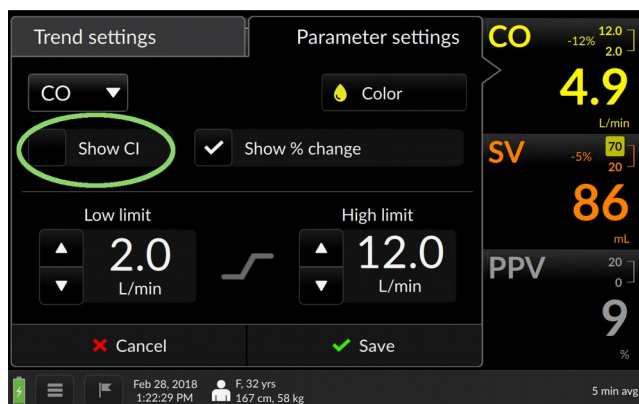 Trend settings
Parameter settings
CO
Color
Show CI
Show % change
Low limit
High limit
2.0
L/min
12.0
L/min
Cancel
Save
CO
-12%
12.0
2.0
4.9
L/min
SV
-5%
70
20
86
mL
PPV
20
0
9
%
Feb 28, 2018
1:22:29 PM
F, 32 yrs
167 cm, 58 kg
5 min avg